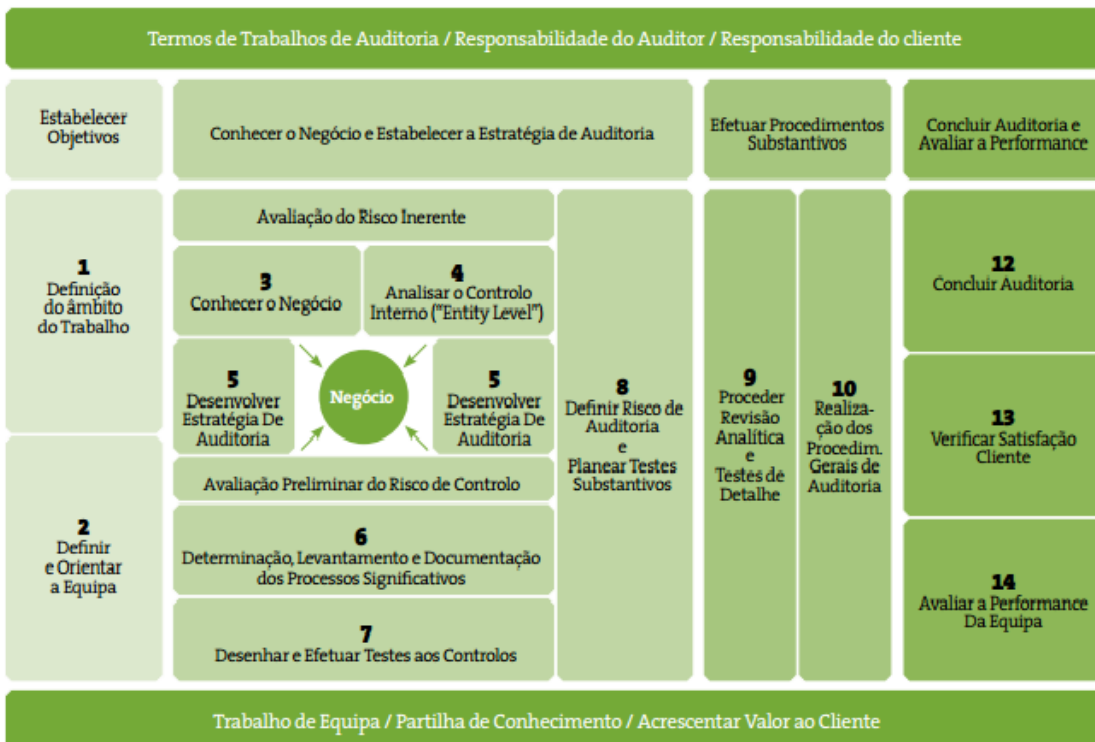 Termos de Trabalhos de Auditoria / Responsabilidade do Auditor / Responsabilidade do cliente
Estabelecer
Objetivos
Conhecer o Negócio e Estabelecer a Estratégia de Auditoria
Efetuar Procedimentos
Substantivos
Concluir Auditoria e
Avaliar a Performance
1
Definição
do âmbito
do Trabalho
2
Definir
e Orientar
a Equipa
Avaliação do Risco Inerente
3
Conhecer o Negócio
4
Analisar o Controlo
Interno ("Entity Level")
5
Desenvolver
Estratégia De
Auditoria
Negócio
5
Desenvolver
Estratégia De
Auditoria
Avaliação Preliminar do Risco de Controlo
6
Determinação, Levantamento e Documentação
dos Processos Significativos
7
Desenhar e Efetuar Testes aos Controlos
8
Definir Risco de
Auditoria
e
Planear Testes
Substantivos
9
Proceder
Revisão
Analítica
e
Testes de
Detalhe
10
Realiza-
ção dos
Procedim.
Gerais de
Auditoria
12
Concluir Auditoria
13
Verificar Satisfação
Cliente
14
Avaliar a Performance
Da Equipa
Trabalho de Equipa / Partilha de Conhecimento / Acrescentar Valor ao Cliente